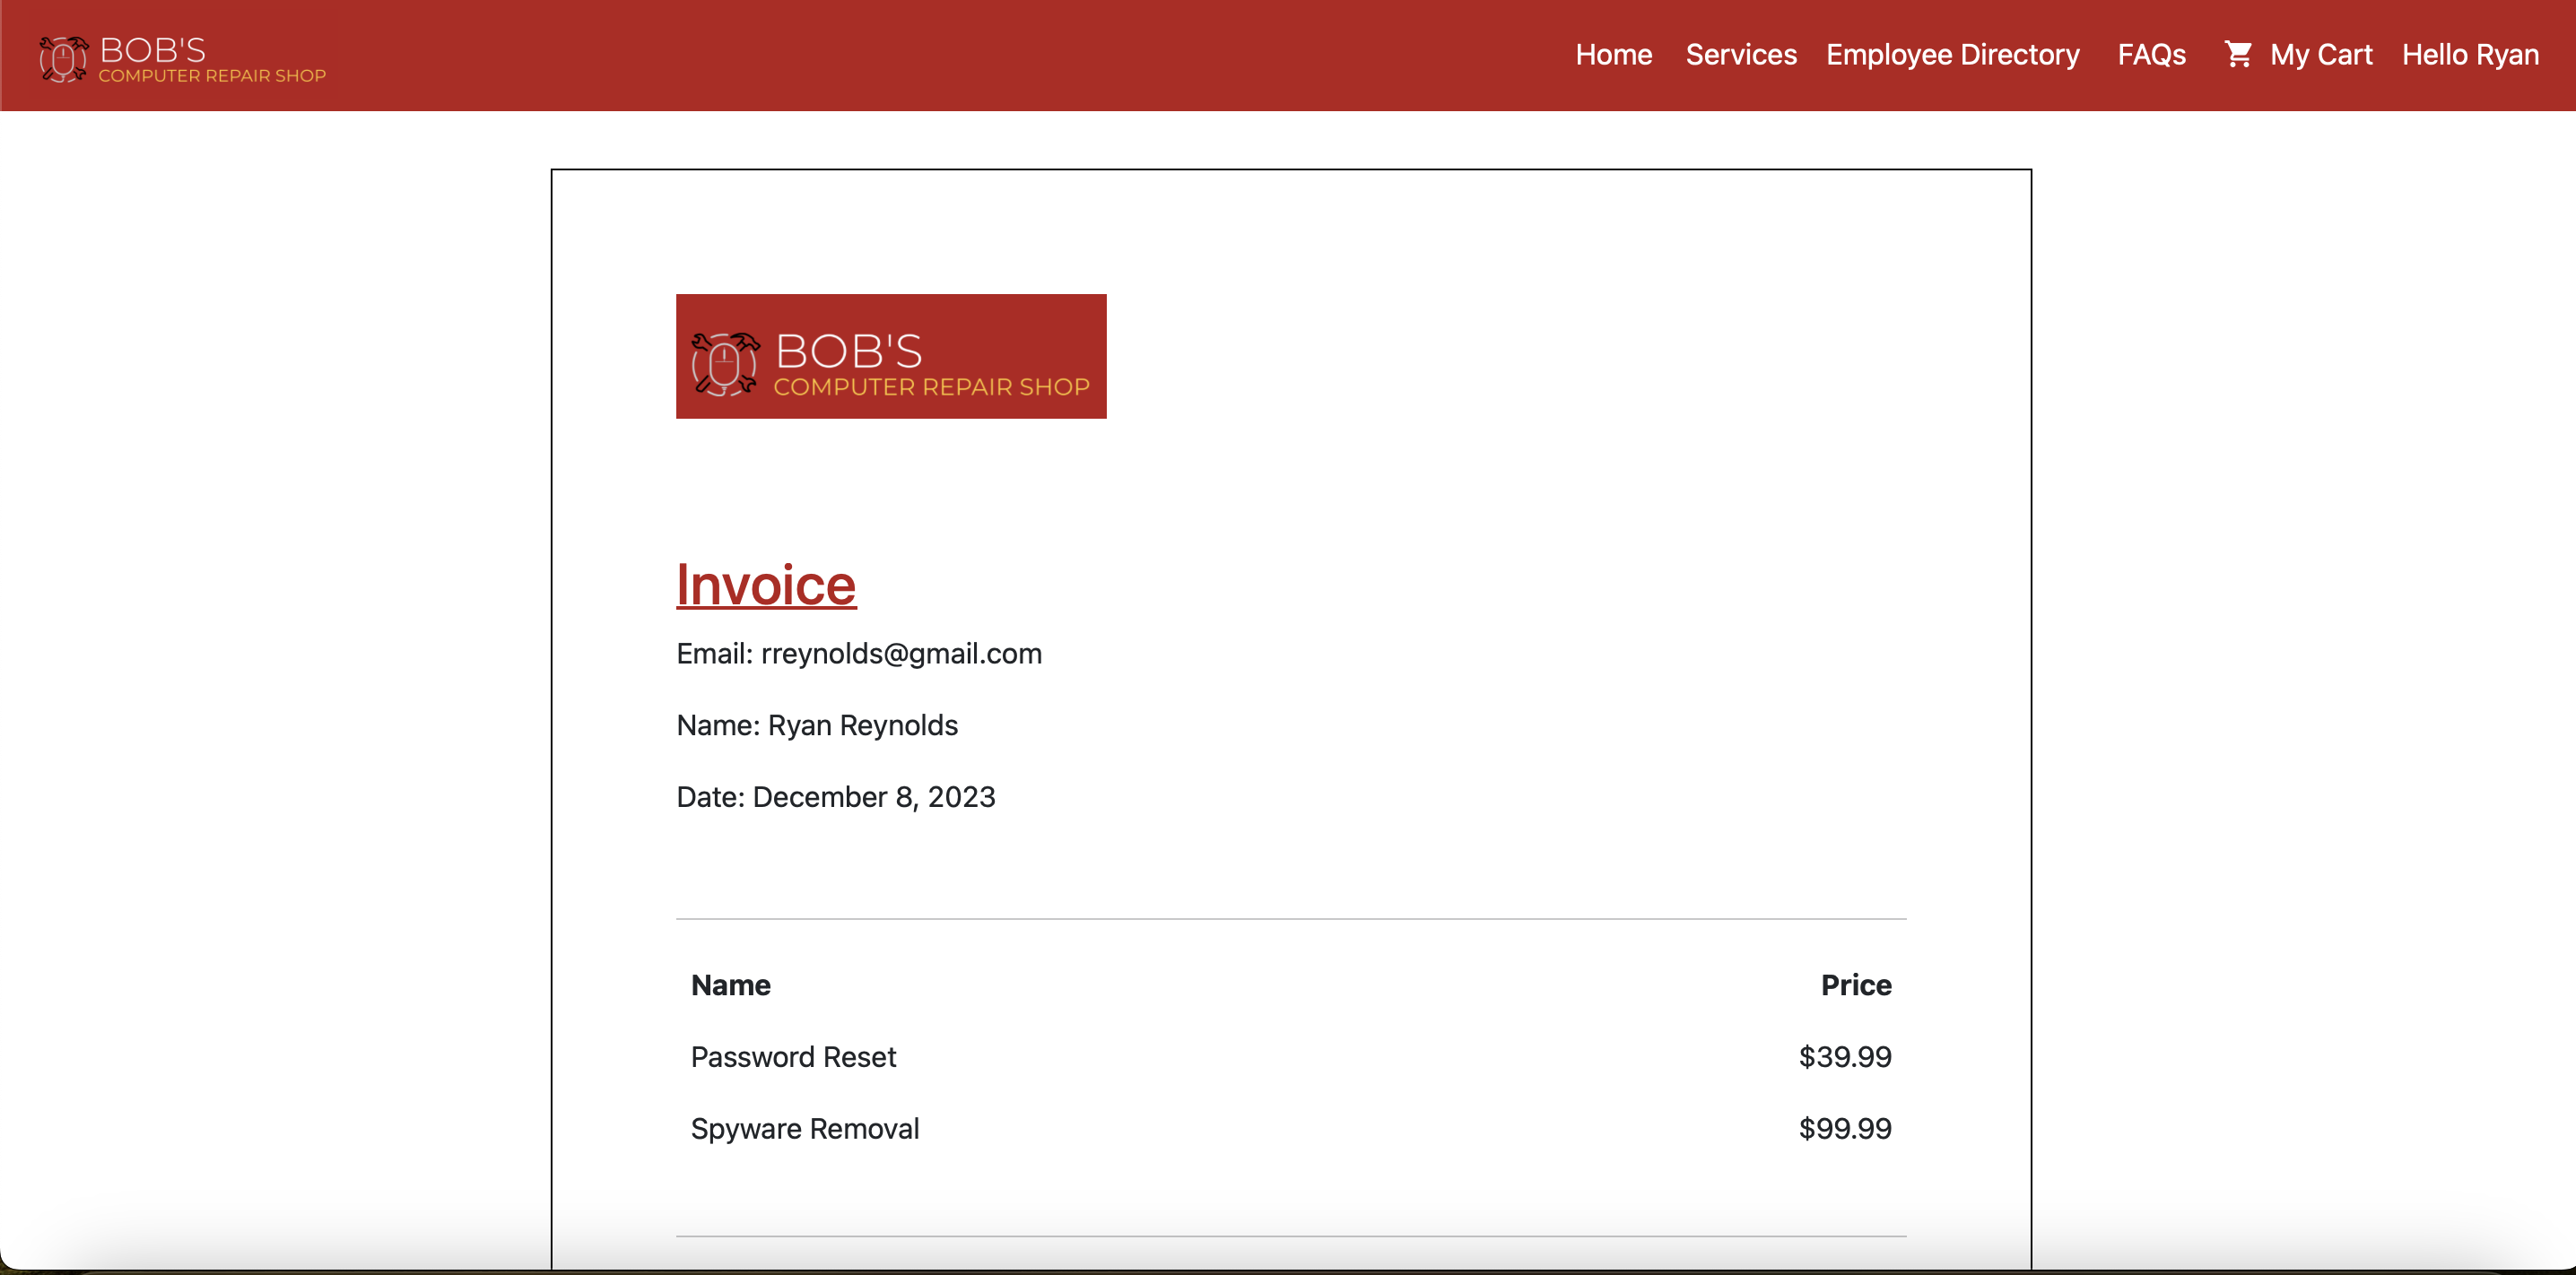 BOB'S
COMPUTER REPAIR SHOP
Home Services Employee Directory FAQs My Cart Hello Ryan
BOB'S
COMPUTER REPAIR SHOP
Invoice
Email: rreynolds@gmail.com
Name: Ryan Reynolds
Date: December 8, 2023
Name Price
Password Reset $39.99
Spyware Removal $99.99